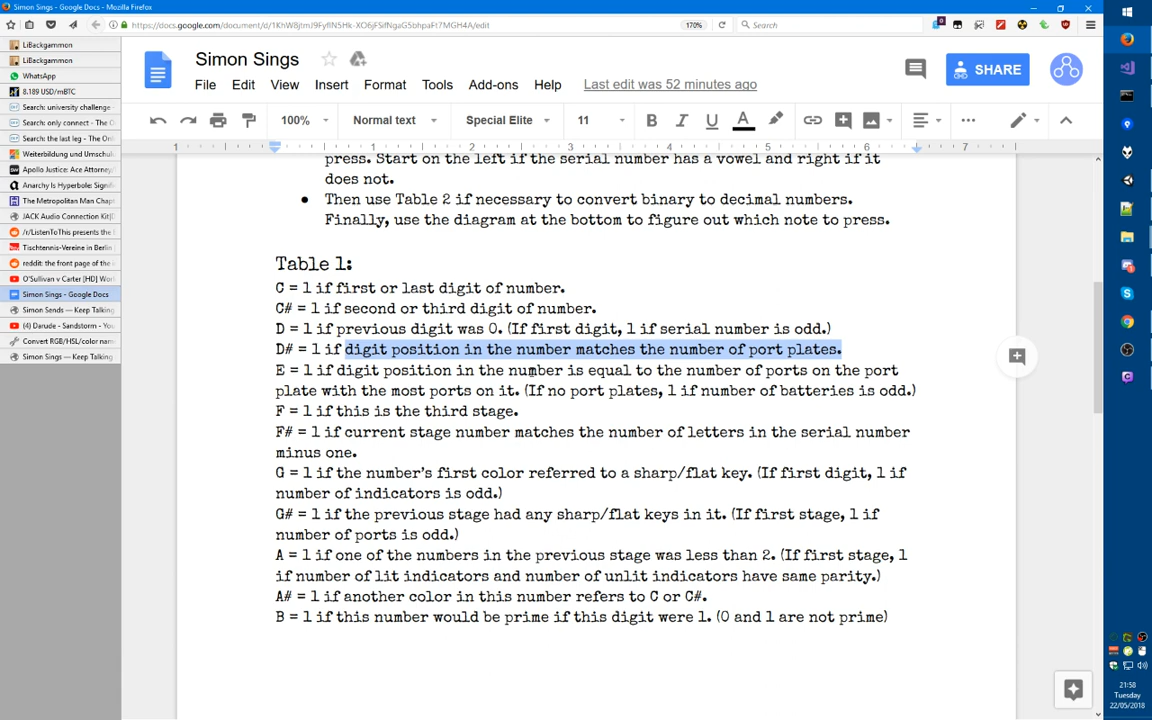 Simon Sings - Google Docs - Mozilla Firefox
https://docs.google.com/document/d/
170%
Search
LiBackgammon
LiBackgammon
WhatsApp
8.189 USD/mBTC
Search: university challenge -
Search: only connect - The O
Search: the last leg - The Onl
Weiterbildung und Umschul
Apollo Justice: Ace Attorney/
Anarchy Is Hyperbole: Signifi
The Metropolitan Man Chap
JACK Audio Connection Kit|D
/r/ListenToThis presents the
Tischtennis-Vereine in Berlin
reddit: the front page of the i
O'Sullivan v Carter [HD] Worl
Simon Sings - Google Docs
Simon Sends — Keep Talking
(4) Darude - Sandstorm - You
Convert RGB/HSL/color name
Simon Sings — Keep Talking
Simon Sings
File Edit View Insert Format Tools Add-ons Help Last edit was 52 minutes ago
SHARE
100% Normal text Special Elite 11 B I U A
1 1 2 3 4 5 6 7
press. Start on the left if the serial number has a vowel and right if it
does not.
● Then use Table 2 if necessary to convert binary to decimal numbers.
Finally, use the diagram at the bottom to figure out which note to press.
Table 1:
C = 1 if first or last digit of number.
C# = 1 if second or third digit of number.
D = 1 if previous digit was 0. (If first digit, 1 if serial number is odd.)
D# = 1 if digit position in the number matches the number of port plates.
E = 1 if digit position in the number is equal to the number of ports on the port
plate with the most ports on it. (If no port plates, 1 if number of batteries is odd.)
F = 1 if this is the third stage.
F# = 1 if current stage number matches the number of letters in the serial number
minus one.
G = 1 if the number's first color referred to a sharp/flat key. (If first digit, 1 if
number of indicators is odd.)
G# = 1 if the previous stage had any sharp/flat keys in it. (If first stage, 1 if
number of ports is odd.)
A = 1 if one of the numbers in the previous stage was less than 2. (If first stage, 1
if number of lit indicators and number of unlit indicators have same parity.)
A# = 1 if another color in this number refers to C or C#.
B = 1 if this number would be prime if this digit were 1. (0 and 1 are not prime)
21:58
Tuesday
22/05/2018